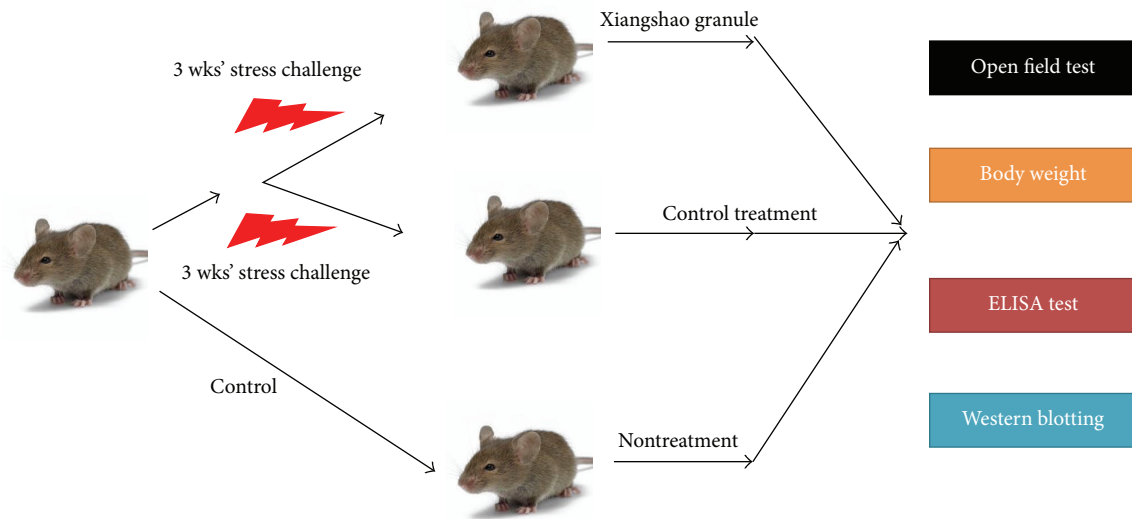 Xiangshao granule
3 wks’ stress challenge
3 wks’ stress challenge
Control
Control treatment
Nontreatment
Open field test
Body weight
ELISA test
Western blotting